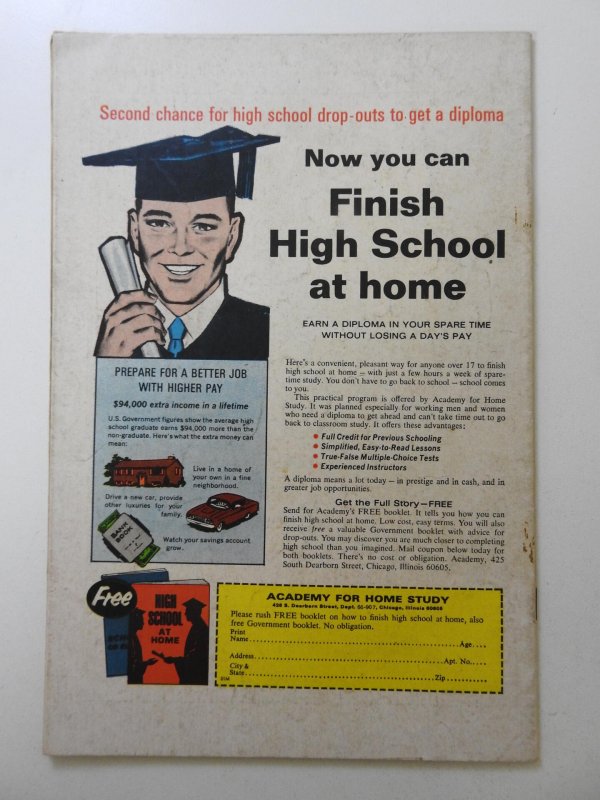 Second chance for high school drop-outs to get a diploma
Now you can
Finish
High School
at home
EARN A DIPLOMA IN YOUR SPARE TIME
WITHOUT LOSING A DAY'S PAY
PREPARE FOR A BETTER JOB
WITH HIGHER PAY
$94,000 extra income in a lifetime
U.S. Government figures show the average high
school graduate earns $94,000 more than the
non-graduate. Here's what the extra money can
mean:
Live in a home of
your own in a fine
neighborhood.
Drive a new car, provide
other luxuries for your
family.
BANK
BOOK
Watch your savings account
grow.
Here's a convenient, pleasant way for anyone over 17 to finish
high school at home — with just a few hours a week of spare-
time study. You don't have to go back to school — school comes
to you.
This practical program is offered by Academy for Home
Study. It was planned especially for working men and women
who need a diploma to get ahead and can't take time out to go
back to classroom study. It offers these advantages:
• Full Credit for Previous Schooling
• Simplified, Easy-to-Read Lessons
• True-False Multiple-Choice Tests
• Experienced Instructors
A diploma means a lot today — in prestige and in cash, and in
greater job opportunities.
Get the Full Story—FREE
Send for Academy's FREE booklet. It tells you how you can
finish high school at home. Low cost, easy terms. You will also
receive free a valuable Government booklet with advice for
drop-outs. You may discover you are much closer to completing
high school than you imagined. Mail coupon below today for
both booklets. There's no cost or obligation. Academy, 425
South Dearborn Street, Chicago, Illinois 60605.
Free
HIGH
SCHOOL
AT HOME
ACADEMY FOR HOME STUDY
Dearborn Street, Dept. Chicago, Illinois 60605
Please rush FREE booklet on how to finish high school at home, also
free Government booklet. No obligation.
Print
Name Age
Address Apt. No.
City &
State Zip